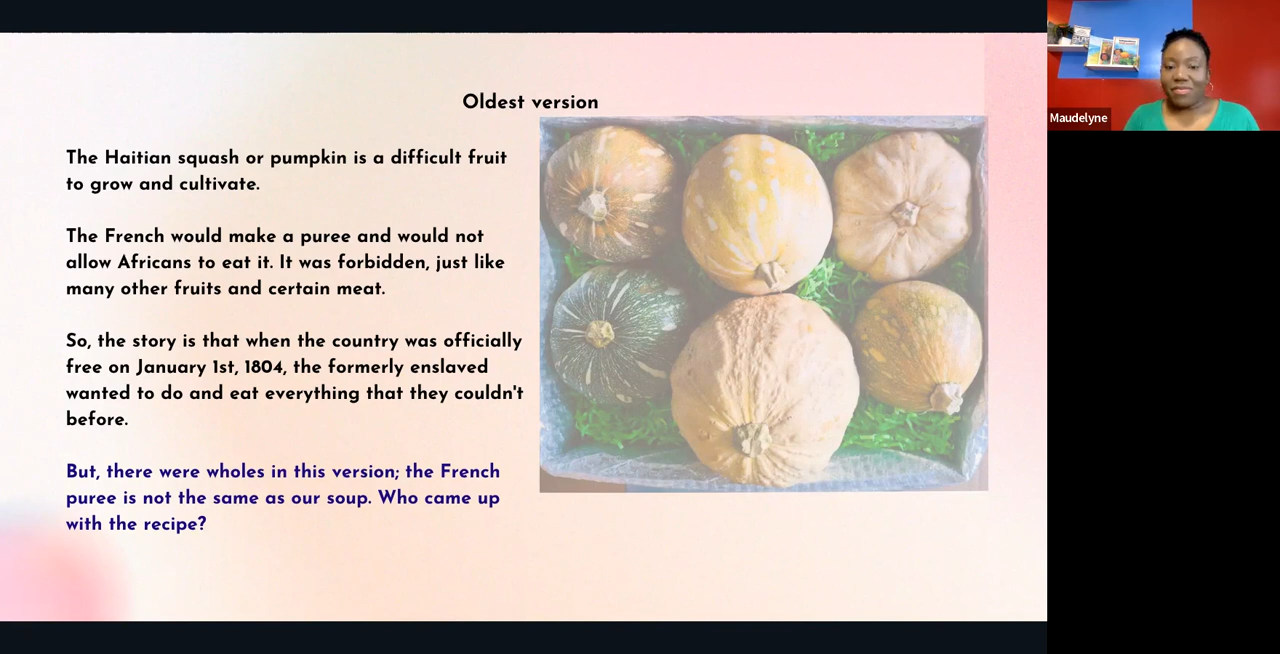 Oldest version
The Haitian squash or pumpkin is a difficult fruit
to grow and cultivate.
The French would make a puree and would not
allow Africans to eat it. It was forbidden, just like
many other fruits and certain meat.
So, the story is that when the country was officially
free on January 1st, 1804, the formerly enslaved
wanted to do and eat everything that they couldn't
before.
But, there were wholes in this version; the French
puree is not the same as our soup. Who came up
with the recipe?
Maudelyne